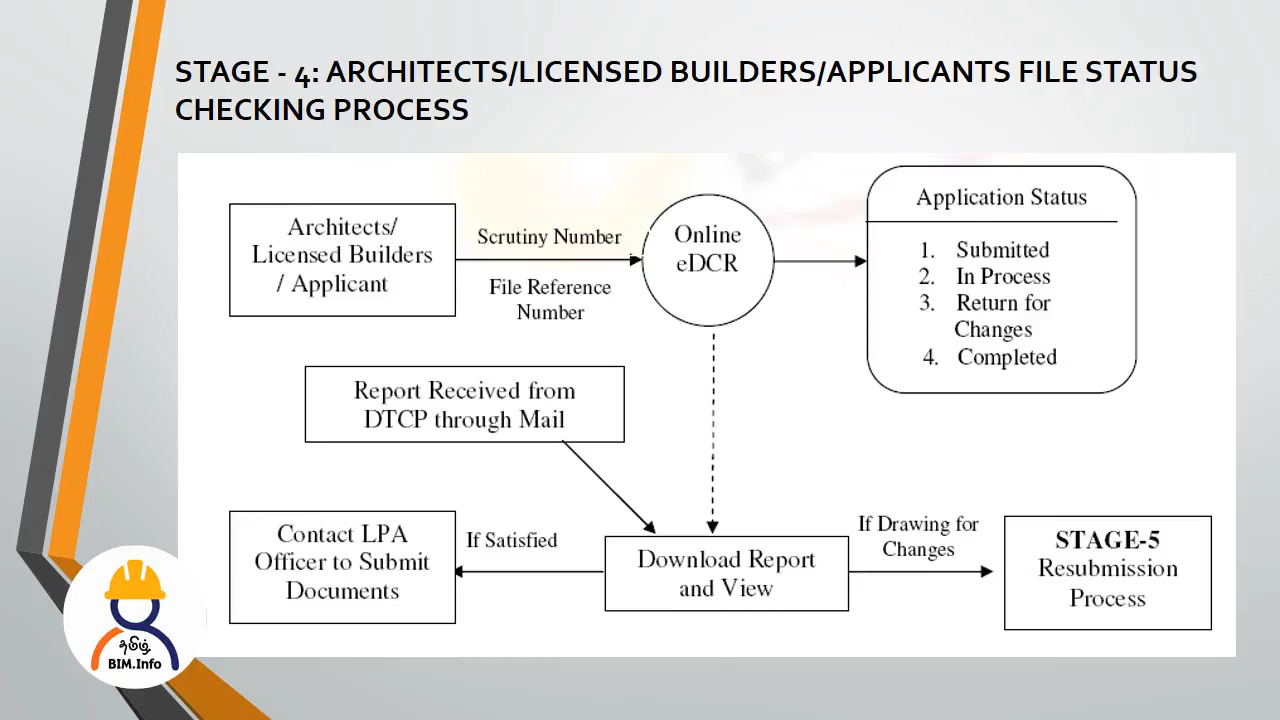 STAGE - 4: ARCHITECTS/LICENSED BUILDERS/APPLICANTS FILE STATUS
CHECKING PROCESS
Architects/
Licensed Builders
/ Applicant
Scrutiny Number
File Reference
Number
Online
eDCR
Application Status
1. Submitted
2. In Process
3. Return for
Changes
4. Completed
Report Received from
DTCP through Mail
Contact LPA
Officer to Submit
Documents
If Satisfied
Download Report
and View
If Drawing for
Changes
STAGE-5
Resubmission
Process
தமிழ்
BIM.Info